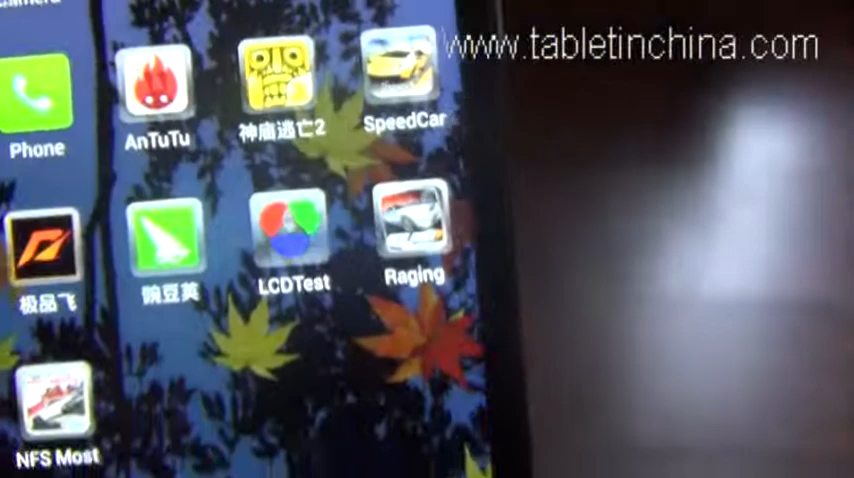 www.tabletinchina.com
Phone
AnTuTu
神庙逃亡2
SpeedCar
极品飞
豌豆荚
LCDTest
Raging
NFS Most